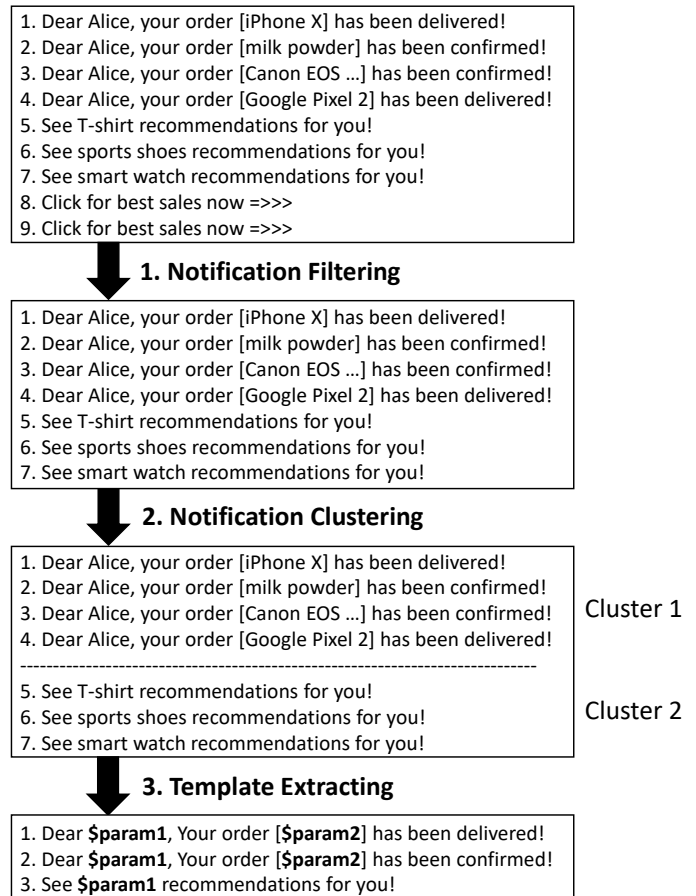 1. Dear Alice, your order [iPhone X] has been delivered!
2. Dear Alice, your order [milk powder] has been confirmed!
3. Dear Alice, your order [Canon EOS …] has been confirmed!
4. Dear Alice, your order [Google Pixel 2] has been delivered!
5. See T-shirt recommendations for you!
6. See sports shoes recommendations for you!
7. See smart watch recommendations for you!
8. Click for best sales now =>>>
9. Click for best sales now =>>>
1. Notification Filtering
1. Dear Alice, your order [iPhone X] has been delivered!
2. Dear Alice, your order [milk powder] has been confirmed!
3. Dear Alice, your order [Canon EOS …] has been confirmed!
4. Dear Alice, your order [Google Pixel 2] has been delivered!
5. See T-shirt recommendations for you!
6. See sports shoes recommendations for you!
7. See smart watch recommendations for you!
2. Notification Clustering
1. Dear Alice, your order [iPhone X] has been delivered!
2. Dear Alice, your order [milk powder] has been confirmed!
3. Dear Alice, your order [Canon EOS …] has been confirmed!
4. Dear Alice, your order [Google Pixel 2] has been delivered!
Cluster 1
-------------------------------------------------------------------------------
5. See T-shirt recommendations for you!
6. See sports shoes recommendations for you!
7. See smart watch recommendations for you!
Cluster 2
3. Template Extracting
1. Dear $param1, Your order [$param2] has been delivered!
2. Dear $param1, Your order [$param2] has been confirmed!
3. See $param1 recommendations for you!